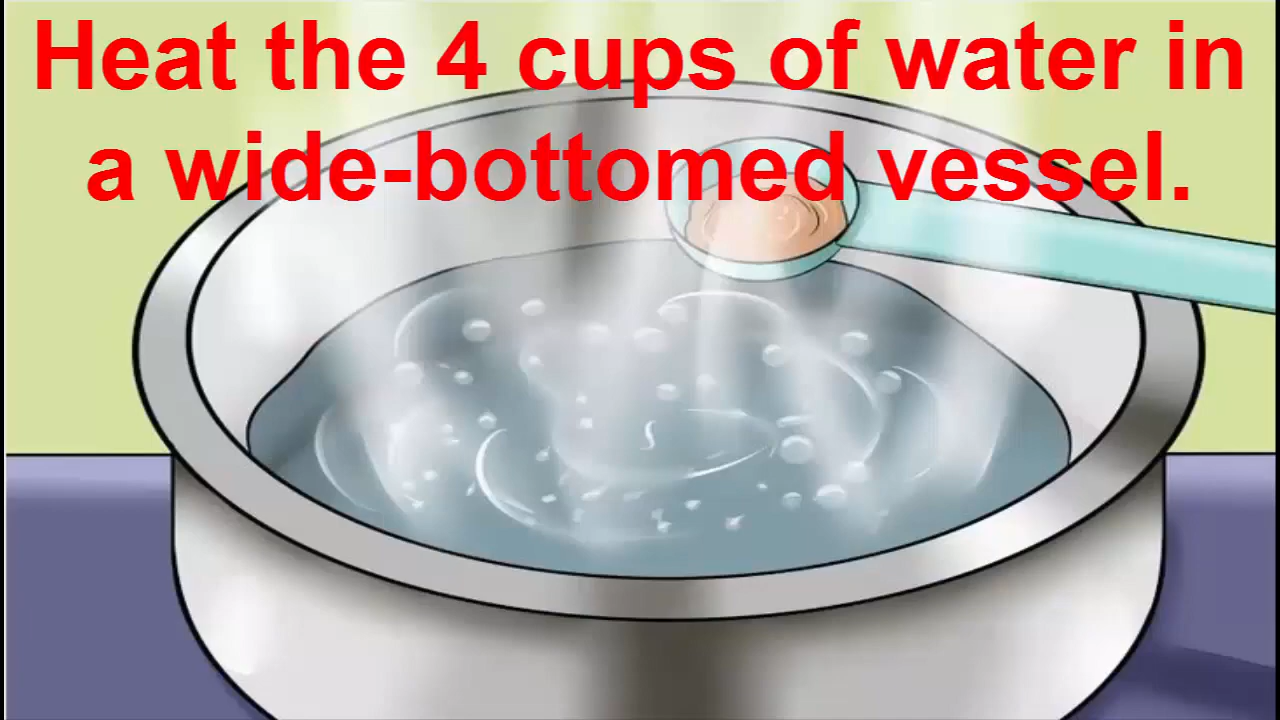 Heat the 4 cups of water in
a wide-bottomed vessel.